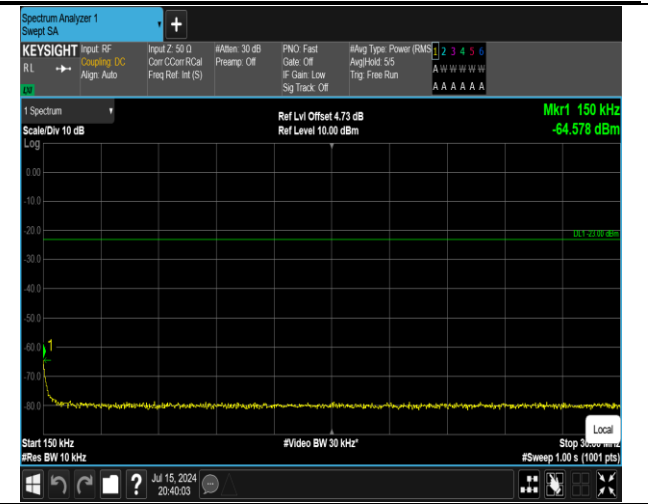 Spectrum Analyzer 1
Swept SA
+
KEYSIGHT
RL
LXI
Input: RF
Coupling: DC
Align: Auto
Input Z: 50 Ω
Corr CCorr RCal
Freq Ref: Int (S)
#Atten: 30 dB
Preamp: Off
PNO: Fast
Gate: Off
IF Gain: Low
Sig Track: Off
#Avg Type: Power (RMS
Avg|Hold: 5/5
Trig: Free Run
1 2 3 4 5 6
A W W W W W
A A A A A A
1 Spectrum
Scale/Div 10 dB
Log
Ref Lvl Offset 4.73 dB
Ref Level 10.00 dBm
Mkr1 150 kHz
-64.578 dBm
0.00
-10.0
-20.0
DL1 -23.00 dBm
-30.0
-40.0
-50.0
-60.0
1
-70.0
-80.0
Local
Start 150 kHz
#Video BW 30 kHz*
Stop
#Res BW 10 kHz
#Sweep 1.00 s (1001 pts)
?
Jul 15, 2024
20:40:03